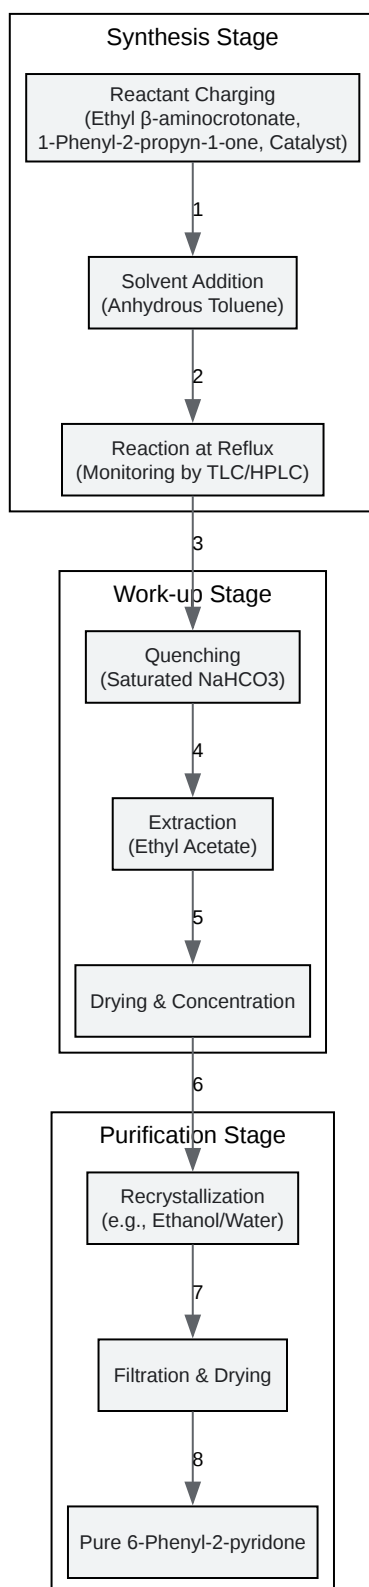 Synthesis Stage
Reactant Charging
(Ethyl β-aminocrotonate,
1-Phenyl-2-propyn-1-one, Catalyst)
1
Solvent Addition
(Anhydrous Toluene)
2
Reaction at Reflux
(Monitoring by TLC/HPLC)
3
Work-up Stage
Quenching
(Saturated NaHCO3)
4
Extraction
(Ethyl Acetate)
5
Drying & Concentration
6
Purification Stage
Recrystallization
(e.g., Ethanol/Water)
7
Filtration & Drying
8
Pure 6-Phenyl-2-pyridone